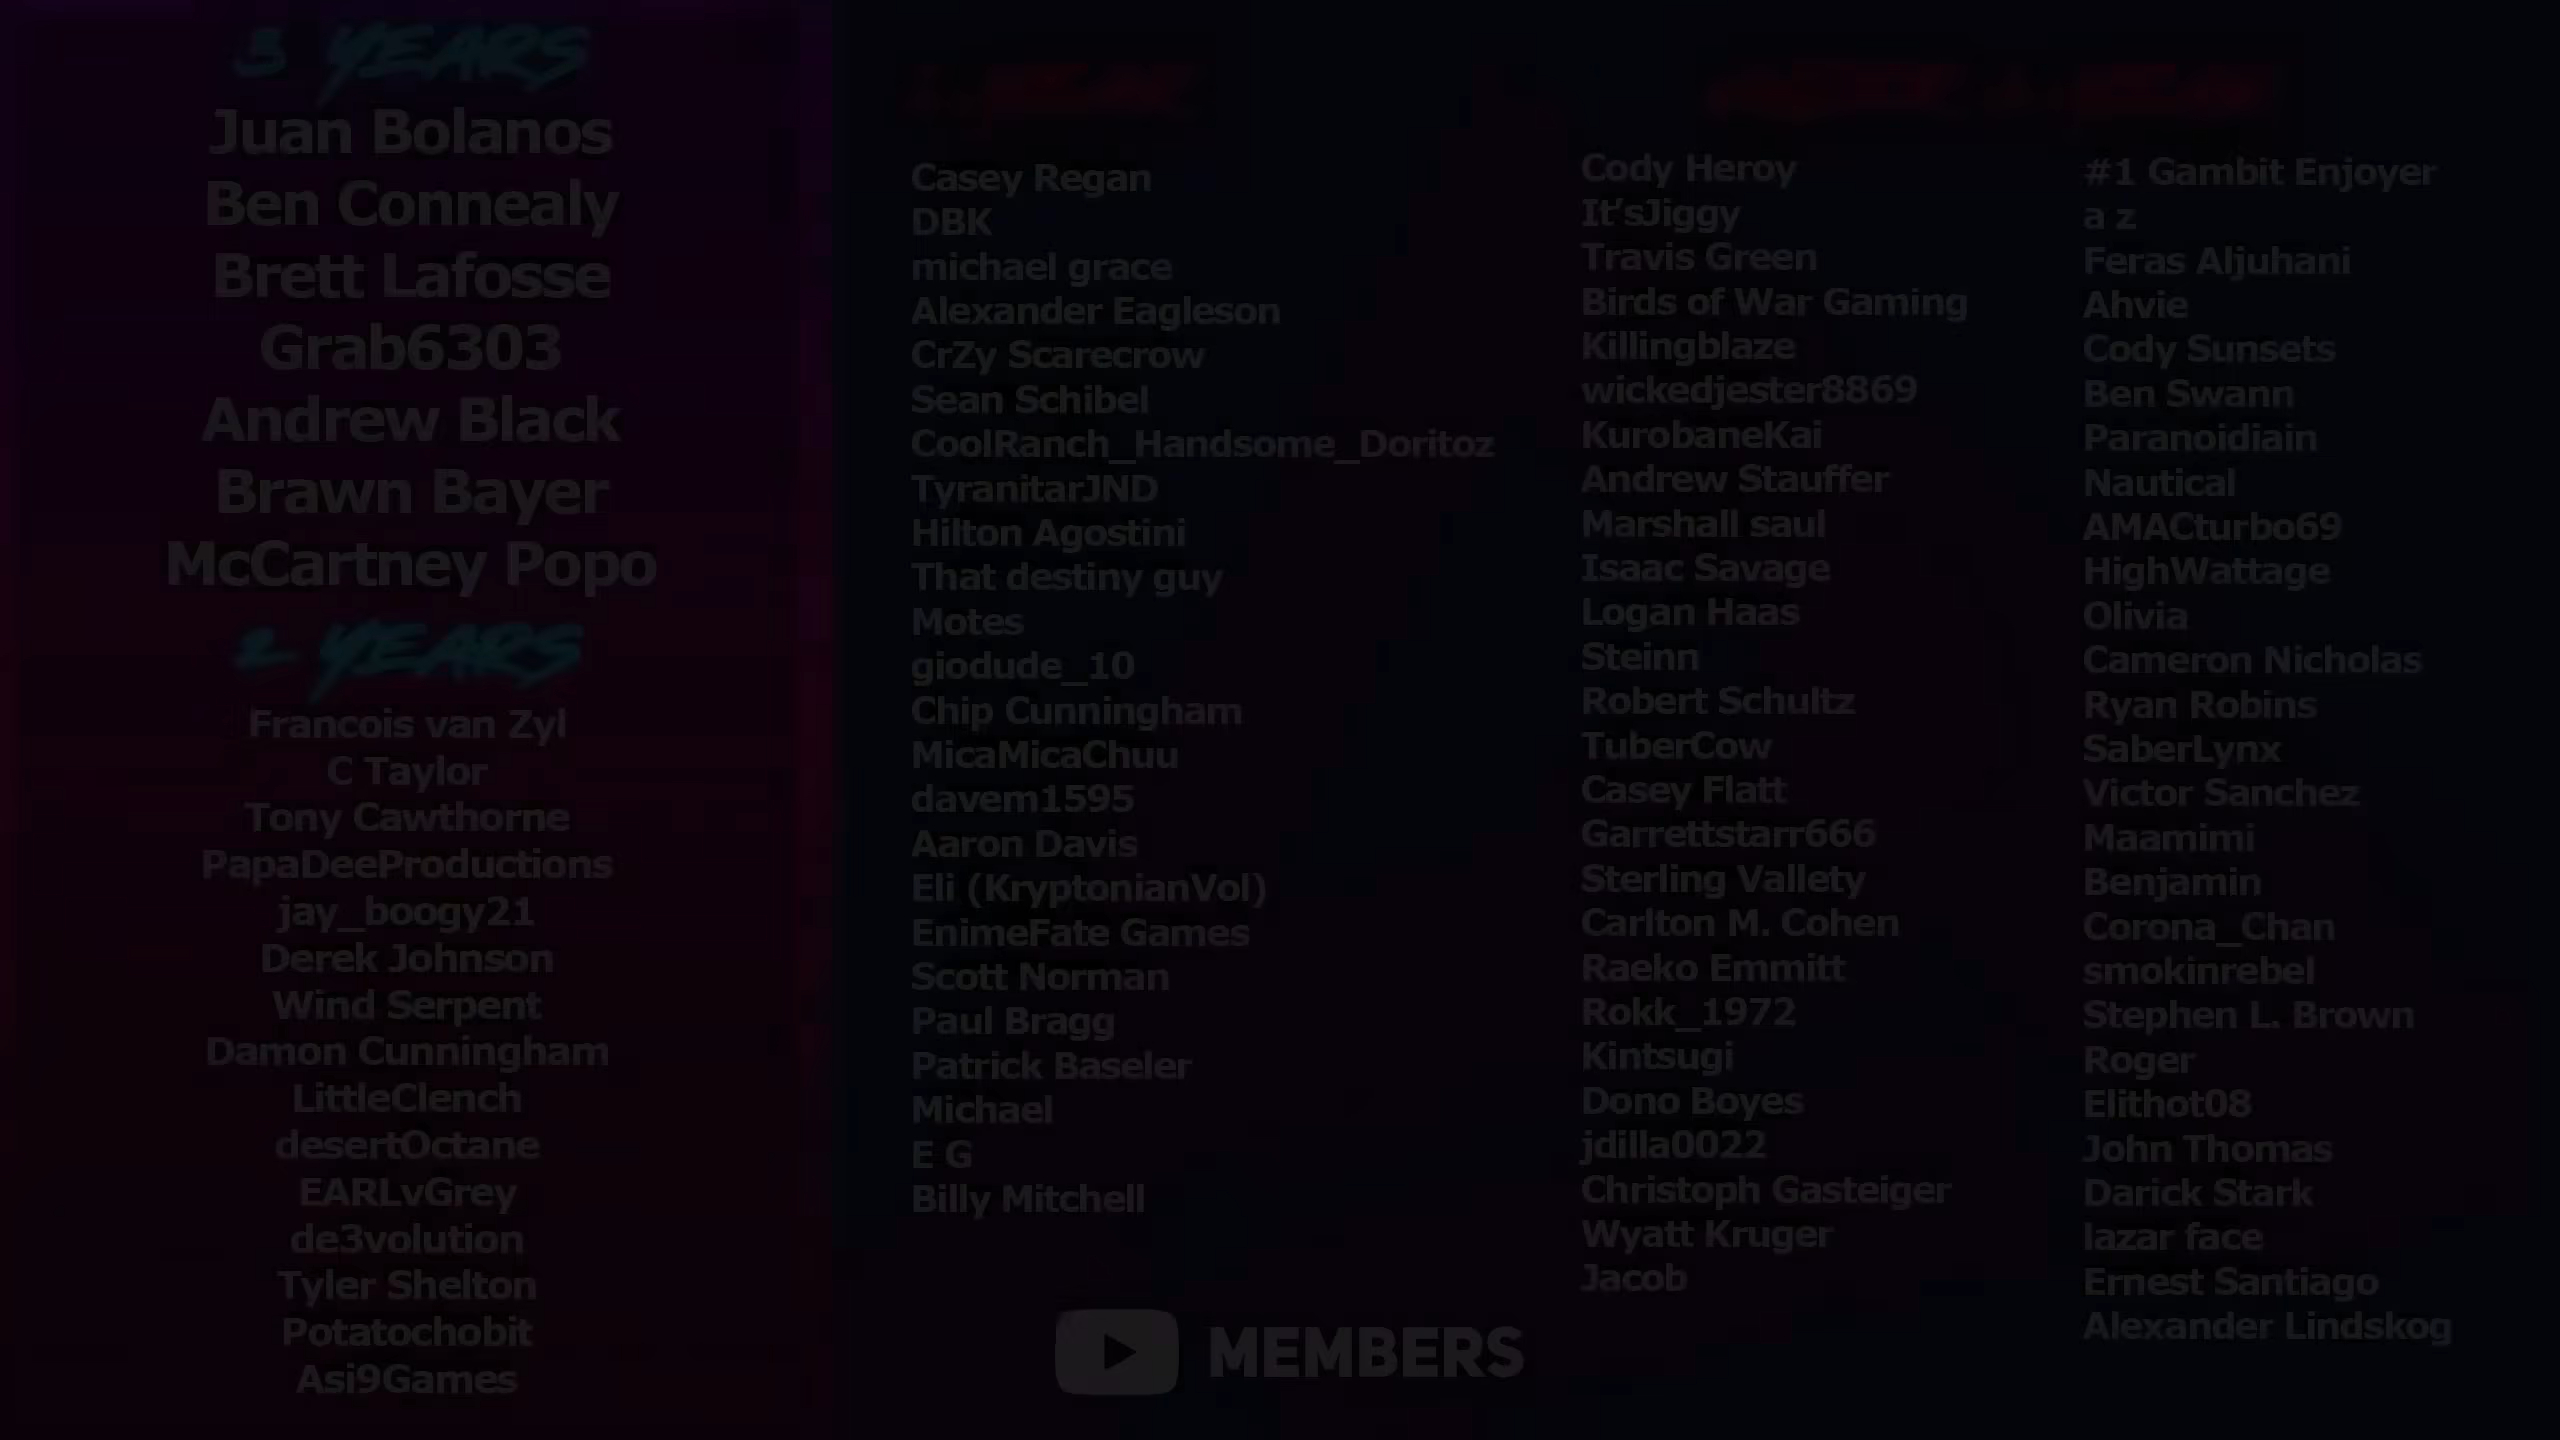 3 YEARS
Juan Bolanos
Ben Connealy
Brett Lafosse
Grab6303
Andrew Black
Brawn Bayer
McCartney Popo
2 YEARS
Francois van Zyl
C Taylor
Tony Cawthorne
PapaDeeProductions
jay_boogy21
Derek Johnson
Wind Serpent
Damon Cunningham
LittleClench
desertOctane
EARLvGrey
de3volution
Tyler Shelton
Potatochobit
Asi9Games
1 YEAR
Casey Regan
DBK
michael grace
Alexander Eagleson
CrZy Scarecrow
Sean Schibel
CoolRanch_Handsome_Doritoz
TyranitarJND
Hilton Agostini
That destiny guy
Motes
giodude_10
Chip Cunningham
MicaMicaChuu
davem1595
Aaron Davis
Eli (KryptonianVol)
EnimeFate Games
Scott Norman
Paul Bragg
Patrick Baseler
Michael
E G
Billy Mitchell
Cody Heroy
It'sJiggy
Travis Green
Birds of War Gaming
Killingblaze
wickedjester8869
KurobaneKai
Andrew Stauffer
Marshall saul
Isaac Savage
Logan Haas
Steinn
Robert Schultz
TuberCow
Casey Flatt
Garrettstarr666
Sterling Vallety
Carlton M. Cohen
Raeko Emmitt
Rokk_1972
Kintsugi
Dono Boyes
jdilla0022
Christoph Gasteiger
Wyatt Kruger
Jacob
#1 Gambit Enjoyer
a z
Feras Aljuhani
Ahvie
Cody Sunsets
Ben Swann
Paranoidiain
Nautical
AMACturbo69
HighWattage
Olivia
Cameron Nicholas
Ryan Robins
SaberLynx
Victor Sanchez
Maamimi
Benjamin
Corona_Chan
smokinrebel
Stephen L. Brown
Roger
Elithot08
John Thomas
Darick Stark
lazar face
Ernest Santiago
Alexander Lindskog
MEMBERS